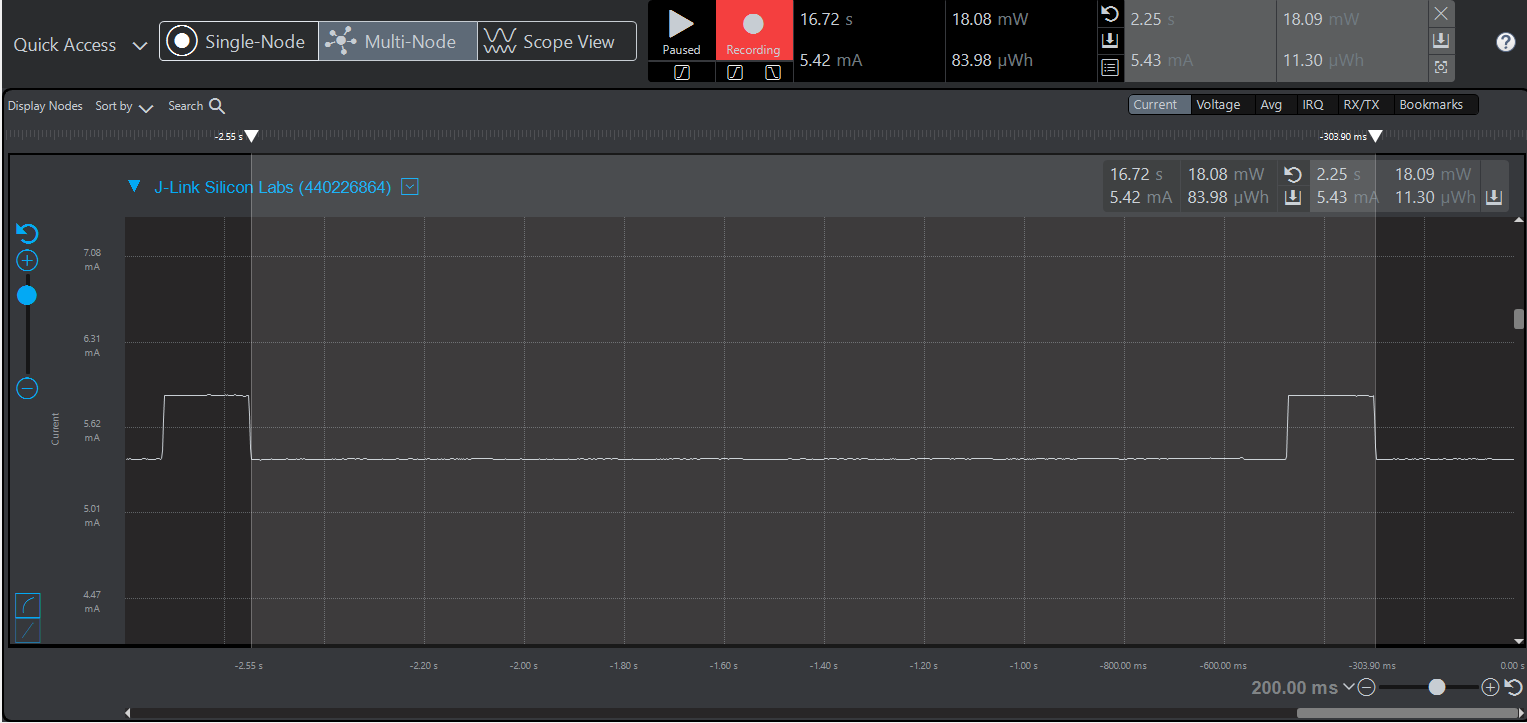 Quick Access Single-Node Multi-Node Scope View
Paused Recording
16.72 s 18.08 mW
5.42 mA 83.98 µWh
2.25 s 18.09 mW
5.43 mA 11.30 µWh
Display Nodes Sort by Search
Current Voltage Avg IRQ RX/TX Bookmarks
-2.55 s -303.90 ms
J-Link Silicon Labs (440226864)
16.72 s 18.08 mW 2.25 s 18.09 mW
5.42 mA 83.98 µWh 5.43 mA 11.30 µWh
7.08
mA
6.31
mA
5.62
mA
5.01
mA
4.47
mA
Current
-2.55 s -2.20 s -2.00 s -1.80 s -1.60 s -1.40 s -1.20 s -1.00 s -800.00 ms -600.00 ms -303.90 ms 0.00 s
200.00 ms